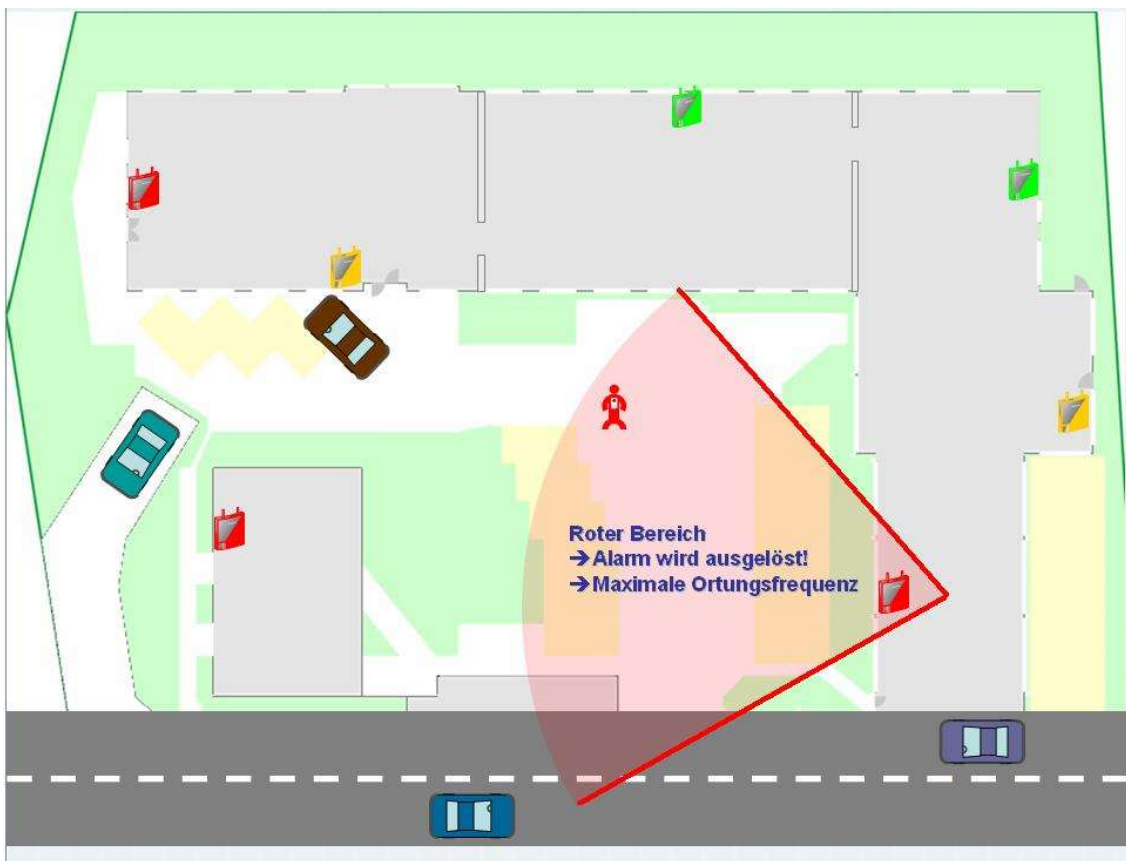 Roter Bereich
➔Alarm wird ausgelöst!
➔Maximale Ortungsfrequenz